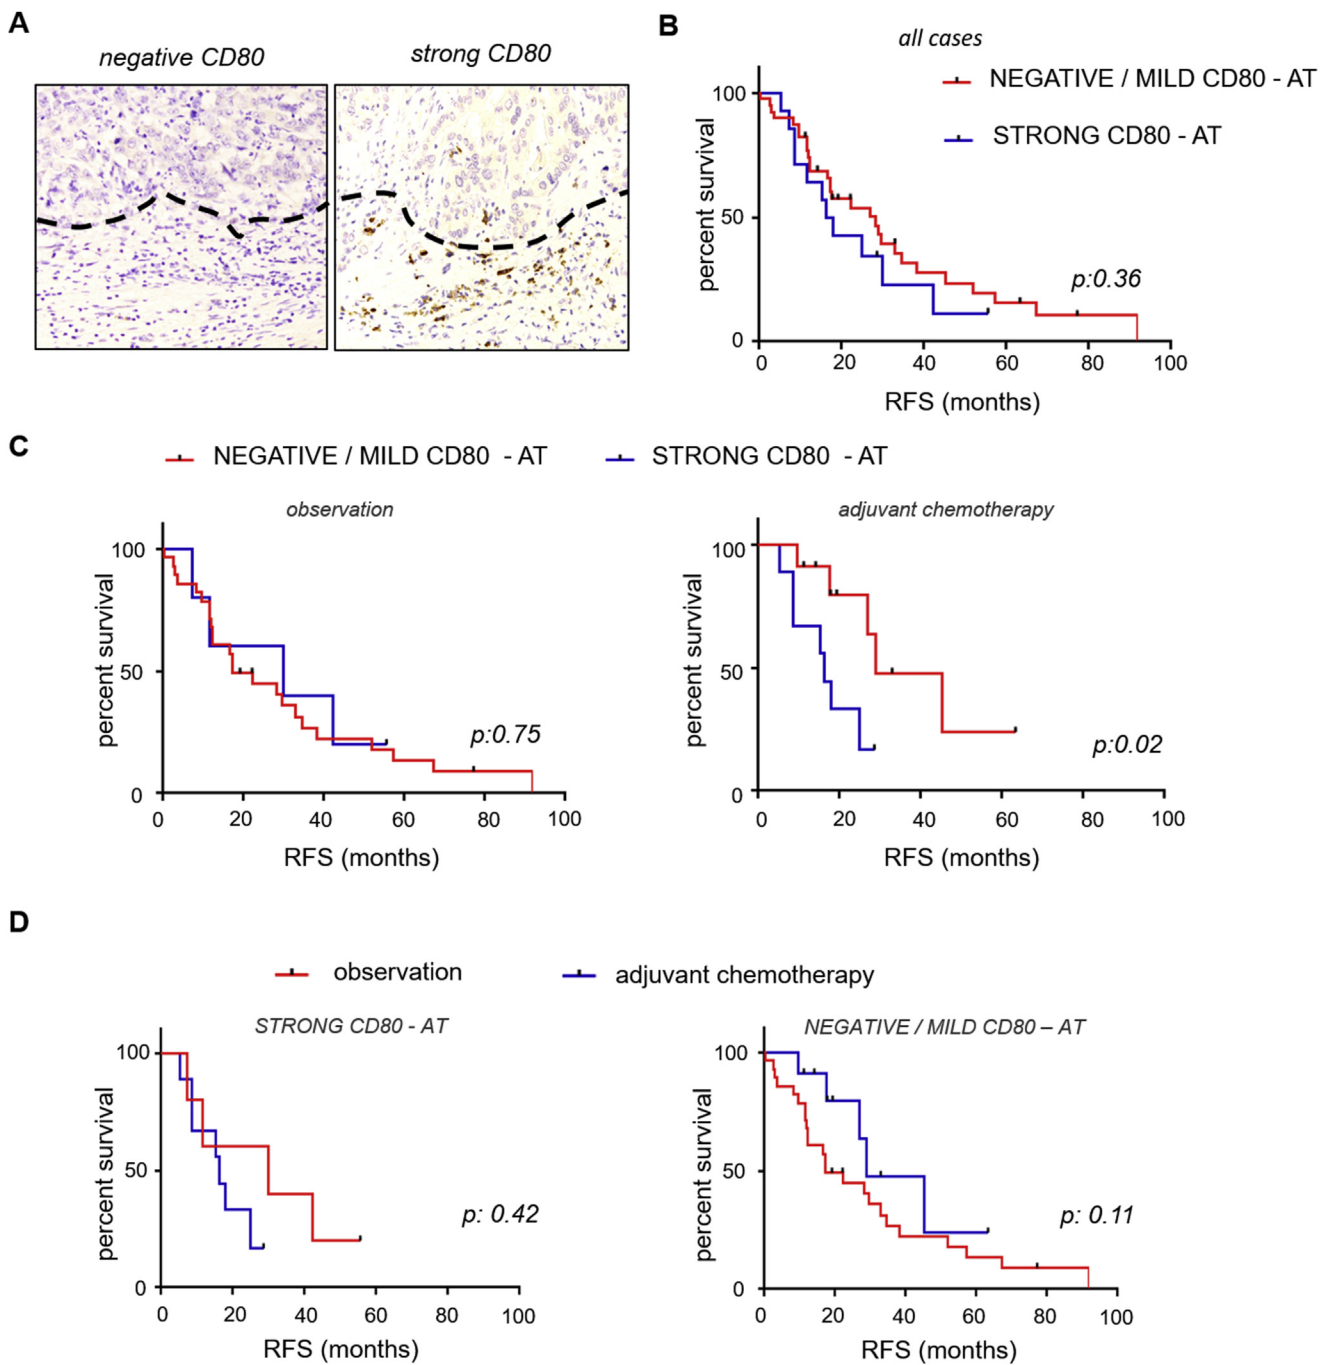 A
negative CD80
strong CD80
B
all cases
NEGATIVE / MILD CD80 - AT
STRONG CD80 - AT
percent survival
100
50
0
p:0.36
0 20 40 60 80 100
RFS (months)
C
NEGATIVE / MILD CD80 - AT
STRONG CD80 - AT
observation
percent survival
100
50
0
p:0.75
0 20 40 60 80 100
RFS (months)
adjuvant chemotherapy
percent survival
100
50
0
p:0.02
0 20 40 60 80 100
RFS (months)
D
observation
adjuvant chemotherapy
STRONG CD80 - AT
percent survival
100
50
0
p: 0.42
0 20 40 60 80 100
RFS (months)
NEGATIVE / MILD CD80 – AT
percent survival
100
50
0
p: 0.11
0 20 40 60 80 100
RFS (months)